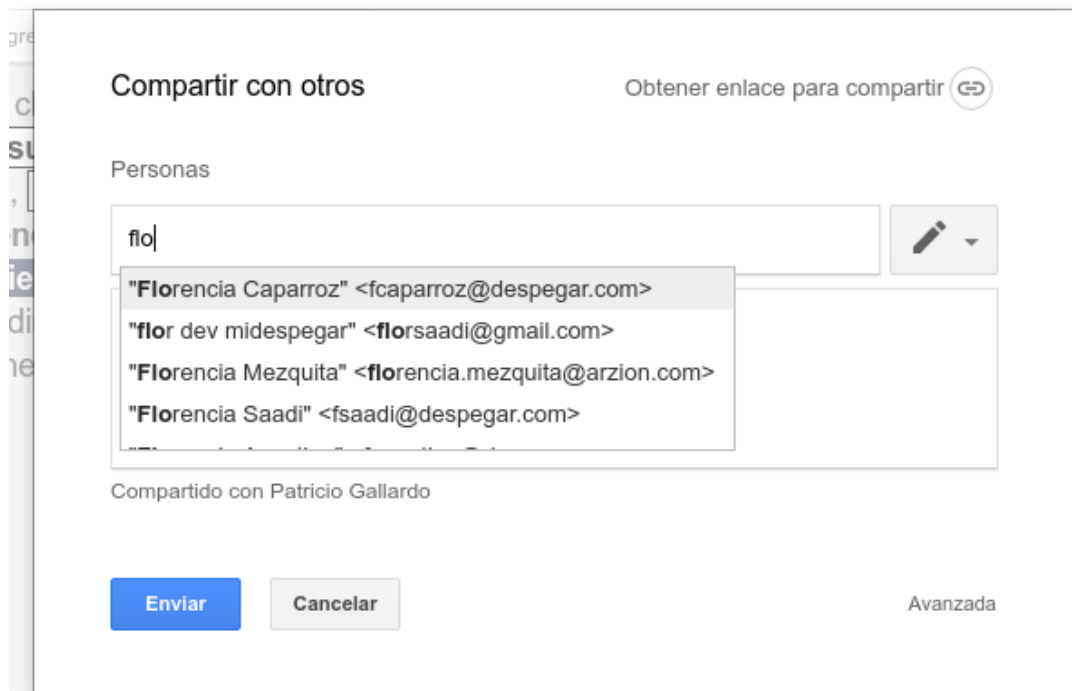 Compartir con otros
Obtener enlace para compartir
Personas
flo
"Florencia Caparroz" <fcaparroz@despegar.com>
"flor dev midespegar" <florsaadi@gmail.com>
"Florencia Mezquita" <florencia.mezquita@arzion.com>
"Florencia Saadi" <fsaadi@despegar.com>
Compartido con Patricio Gallardo
Enviar
Cancelar
Avanzada